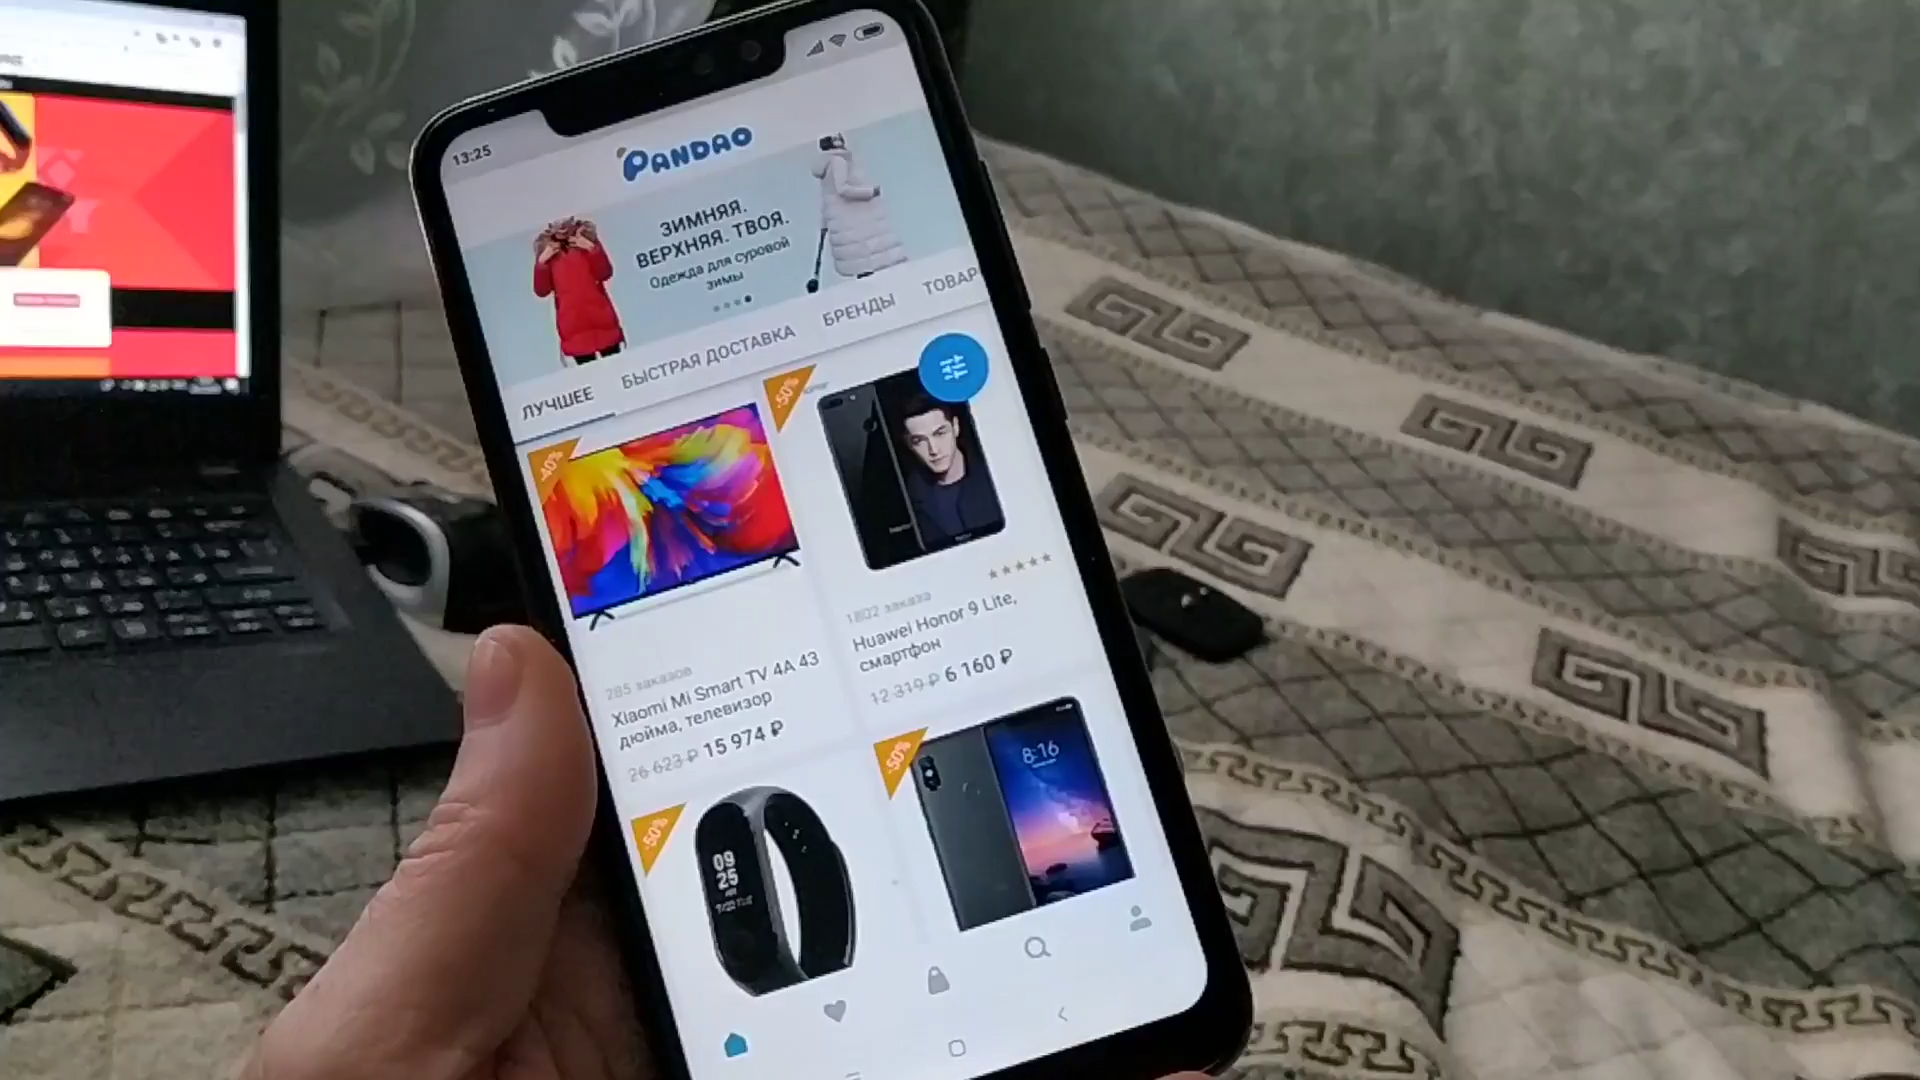 13:25
PANDAO
ЗИМНЯЯ.
ВЕРХНЯЯ. ТВОЯ.
Одежда для суровой
зимы
ЛУЧШЕЕ
БЫСТРАЯ ДОСТАВКА
БРЕНДЫ
ТОВАР
-40%
-50%
285 заказов
Xiaomi Mi Smart TV 4A 43
дюйма, телевизор
26 623 ₽ 15 974 ₽
1802 заказа
Huawei Honor 9 Lite,
смартфон
12 319 ₽ 6 160 ₽
-50%
09
25
-50%
8:16